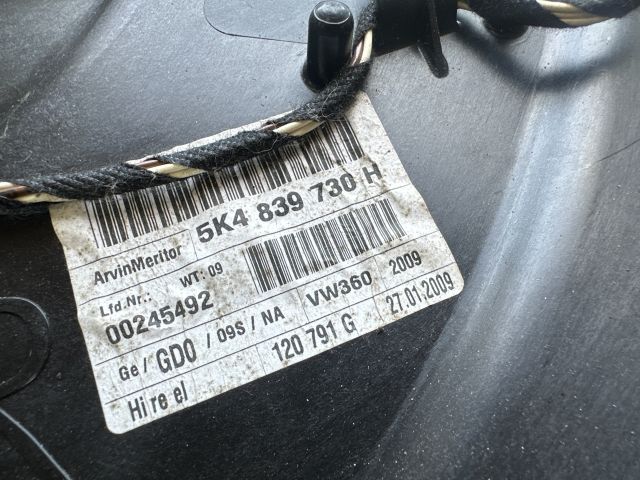 5K4 839 730 H
ArvinMeritor WT: 09
Lfd.Nr.:
00245492
VW360 2009
Ge / GD0 / 09S / NA
120 791 G 27.01.2009
Hi re el